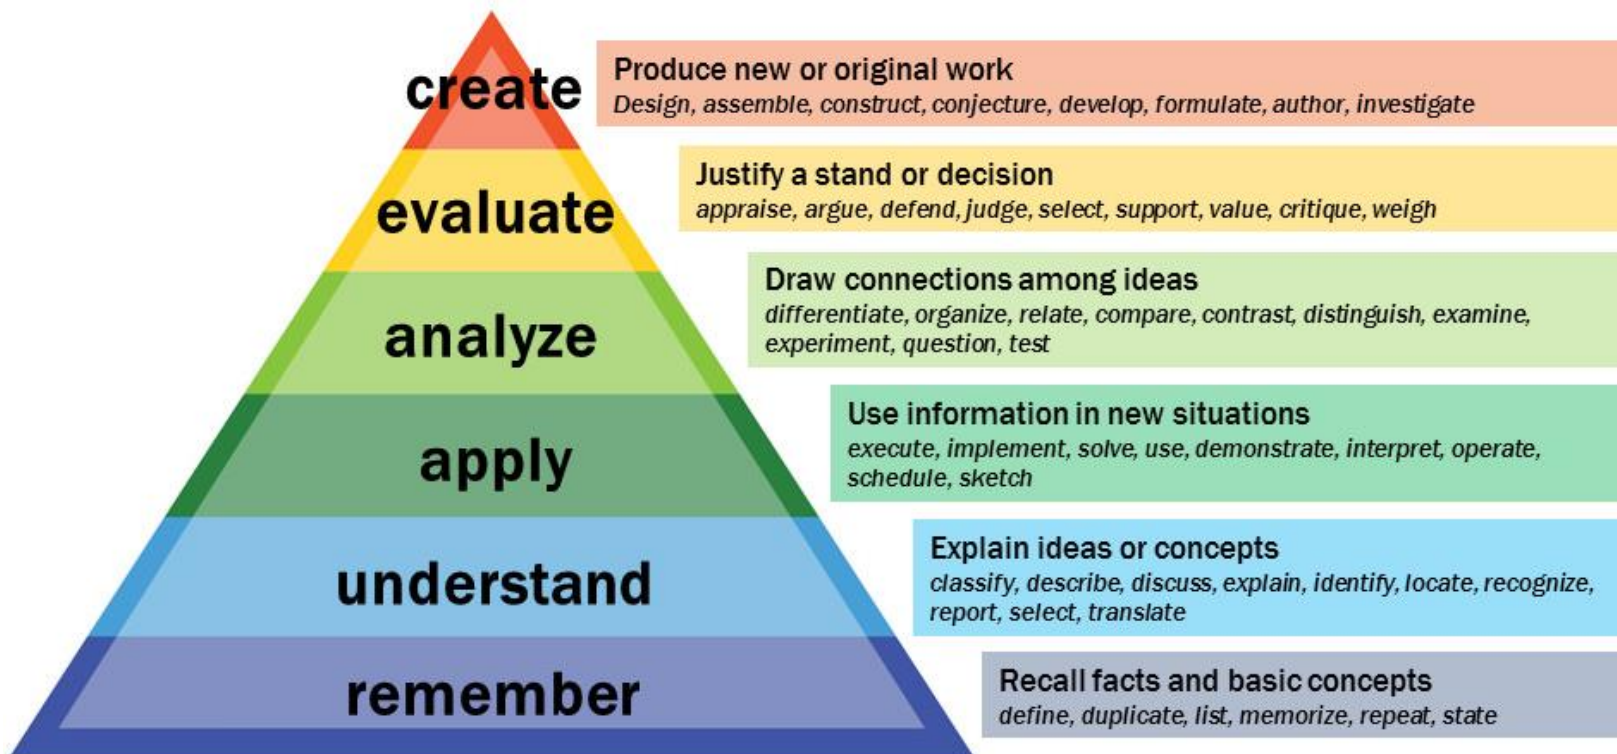 create
Produce new or original work
Design, assemble, construct, conjecture, develop, formulate, author, investigate
evaluate
Justify a stand or decision
appraise, argue, defend, judge, select, support, value, critique, weigh
analyze
Draw connections among ideas
differentiate, organize, relate, compare, contrast, distinguish, examine,
experiment, question, test
apply
Use information in new situations
execute, implement, solve, use, demonstrate, interpret, operate,
schedule, sketch
understand
Explain ideas or concepts
classify, describe, discuss, explain, identify, locate, recognize,
report, select, translate
remember
Recall facts and basic concepts
define, duplicate, list, memorize, repeat, state